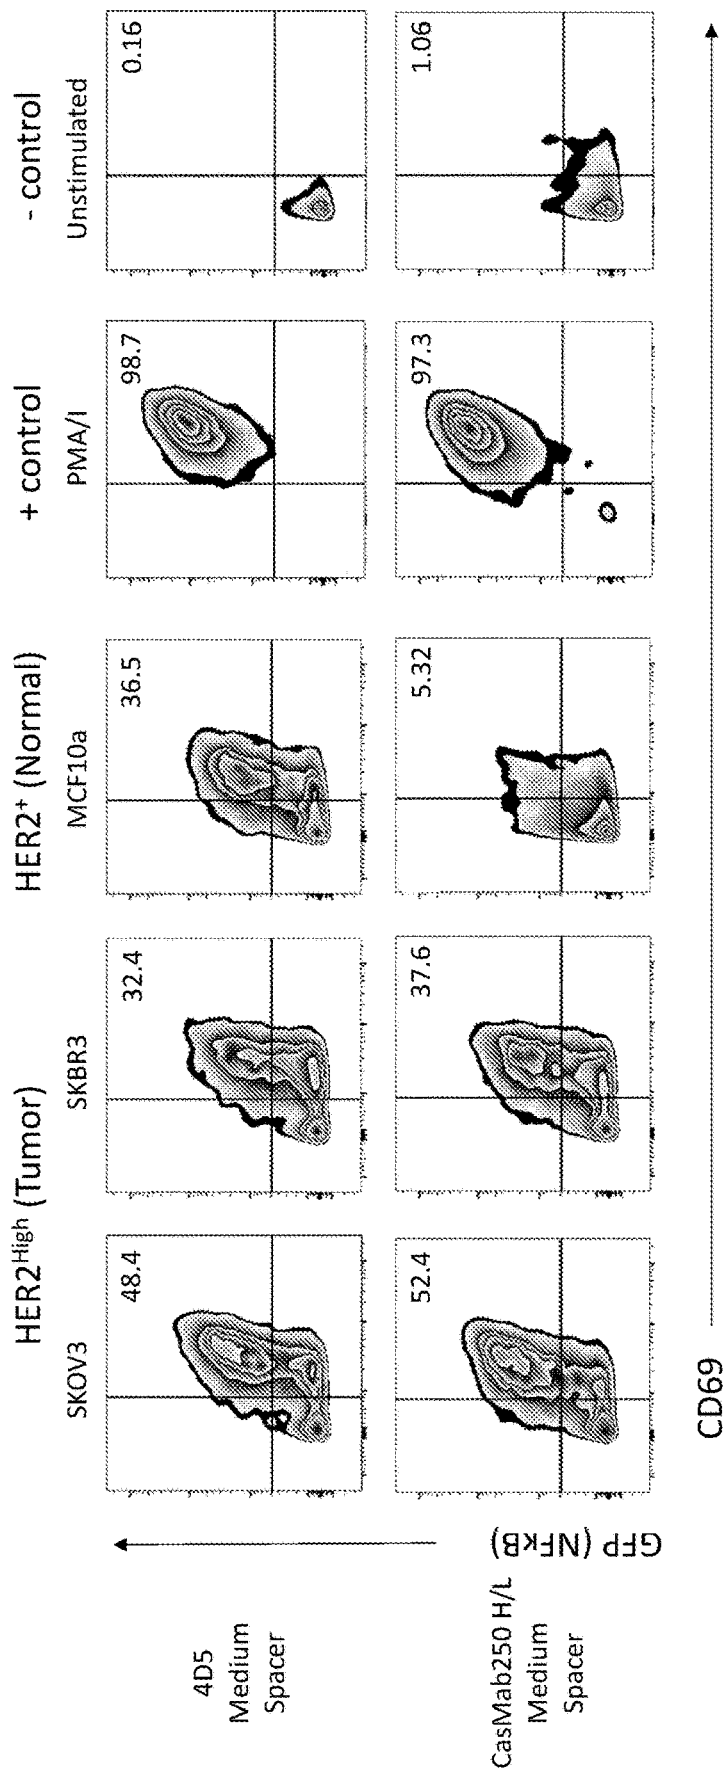 HER2High (Tumor)
HER2+ (Normal)
+ control
- control
SKOV3
SKBR3
MCF10a
PMA/I
Unstimulated
4D5
Medium
Spacer
48.4
32.4
36.5
98.7
0.16
CasMab250 H/L
Medium
Spacer
52.4
37.6
5.32
97.3
1.06
GFP (NFκB)
CD69